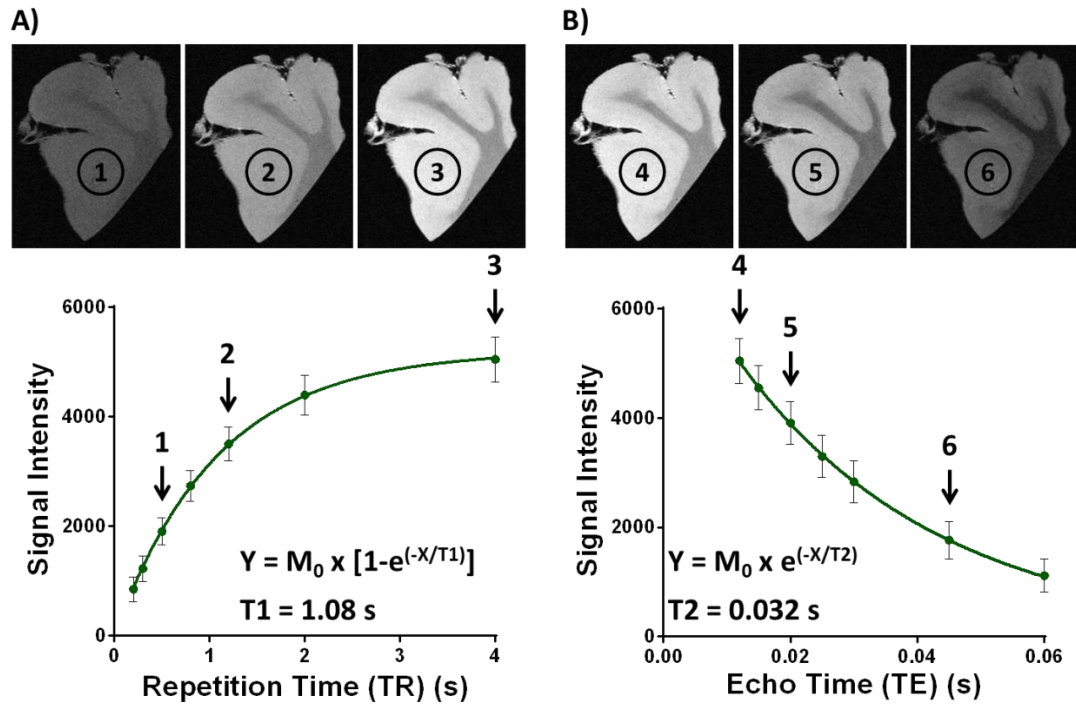 A)
B)
1
2
3
4
5
6
3
2
1
4
5
6
6000
4000
2000
0
Signal Intensity
Y = M0 x [1-e(-X/T1)]
T1 = 1.08 s
0
1
2
3
4
Repetition Time (TR) (s)
6000
4000
2000
0
Signal Intensity
Y = M0 x e(-X/T2)
T2 = 0.032 s
0.00
0.02
0.04
0.06
Echo Time (TE) (s)